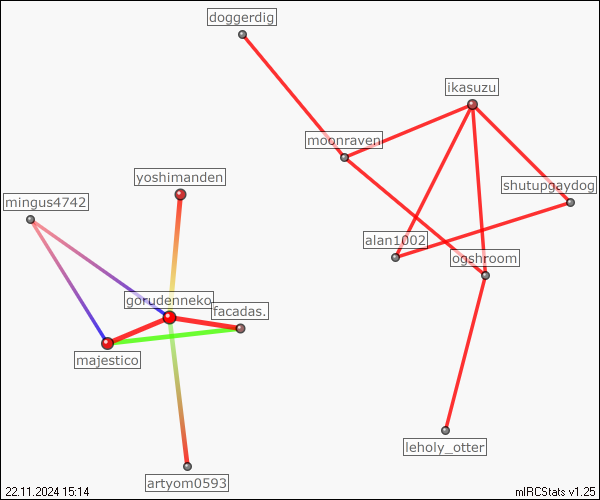 doggerdig
ikasuzu
moonraven
yoshimanden
shutupgaydog
mingus4742
alan1002
ogshroom
gorudenneko
facadas.
majestico
leholy_otter
artyom0593
22.11.2024 15:14
mIRCStats v1.25